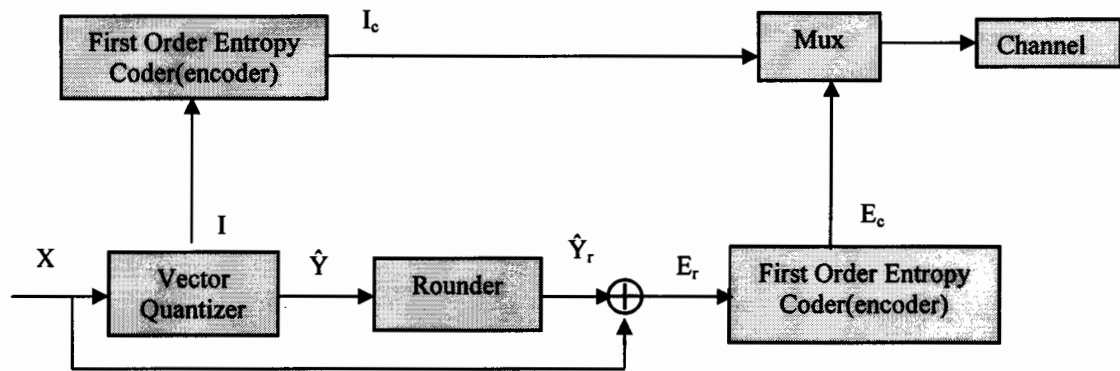 First Order Entropy
Coder(encoder)
I_c
Mux
Channel
I
E_c
X
Vector
Quantizer
Ŷ
Rounder
Ŷ_r
E_r
First Order Entropy
Coder(encoder)